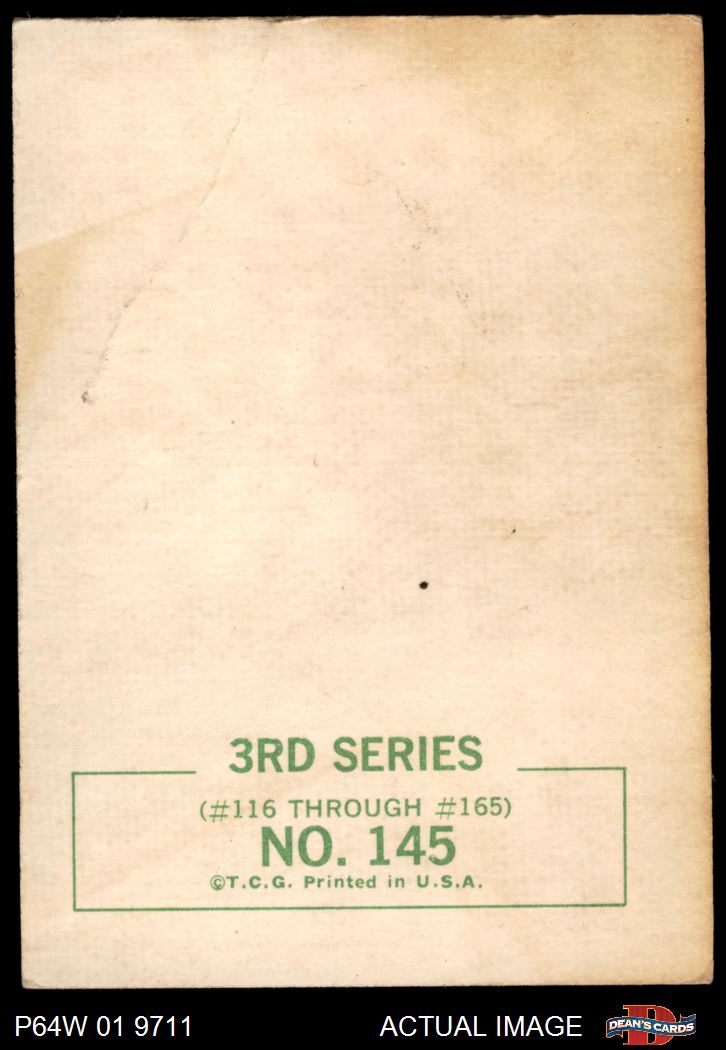 3RD SERIES
(#116 THROUGH #165)
NO. 145
©T.C.G. Printed in U.S.A.
P64W 01 9711
ACTUAL IMAGE
D
DEAN'S CARDS